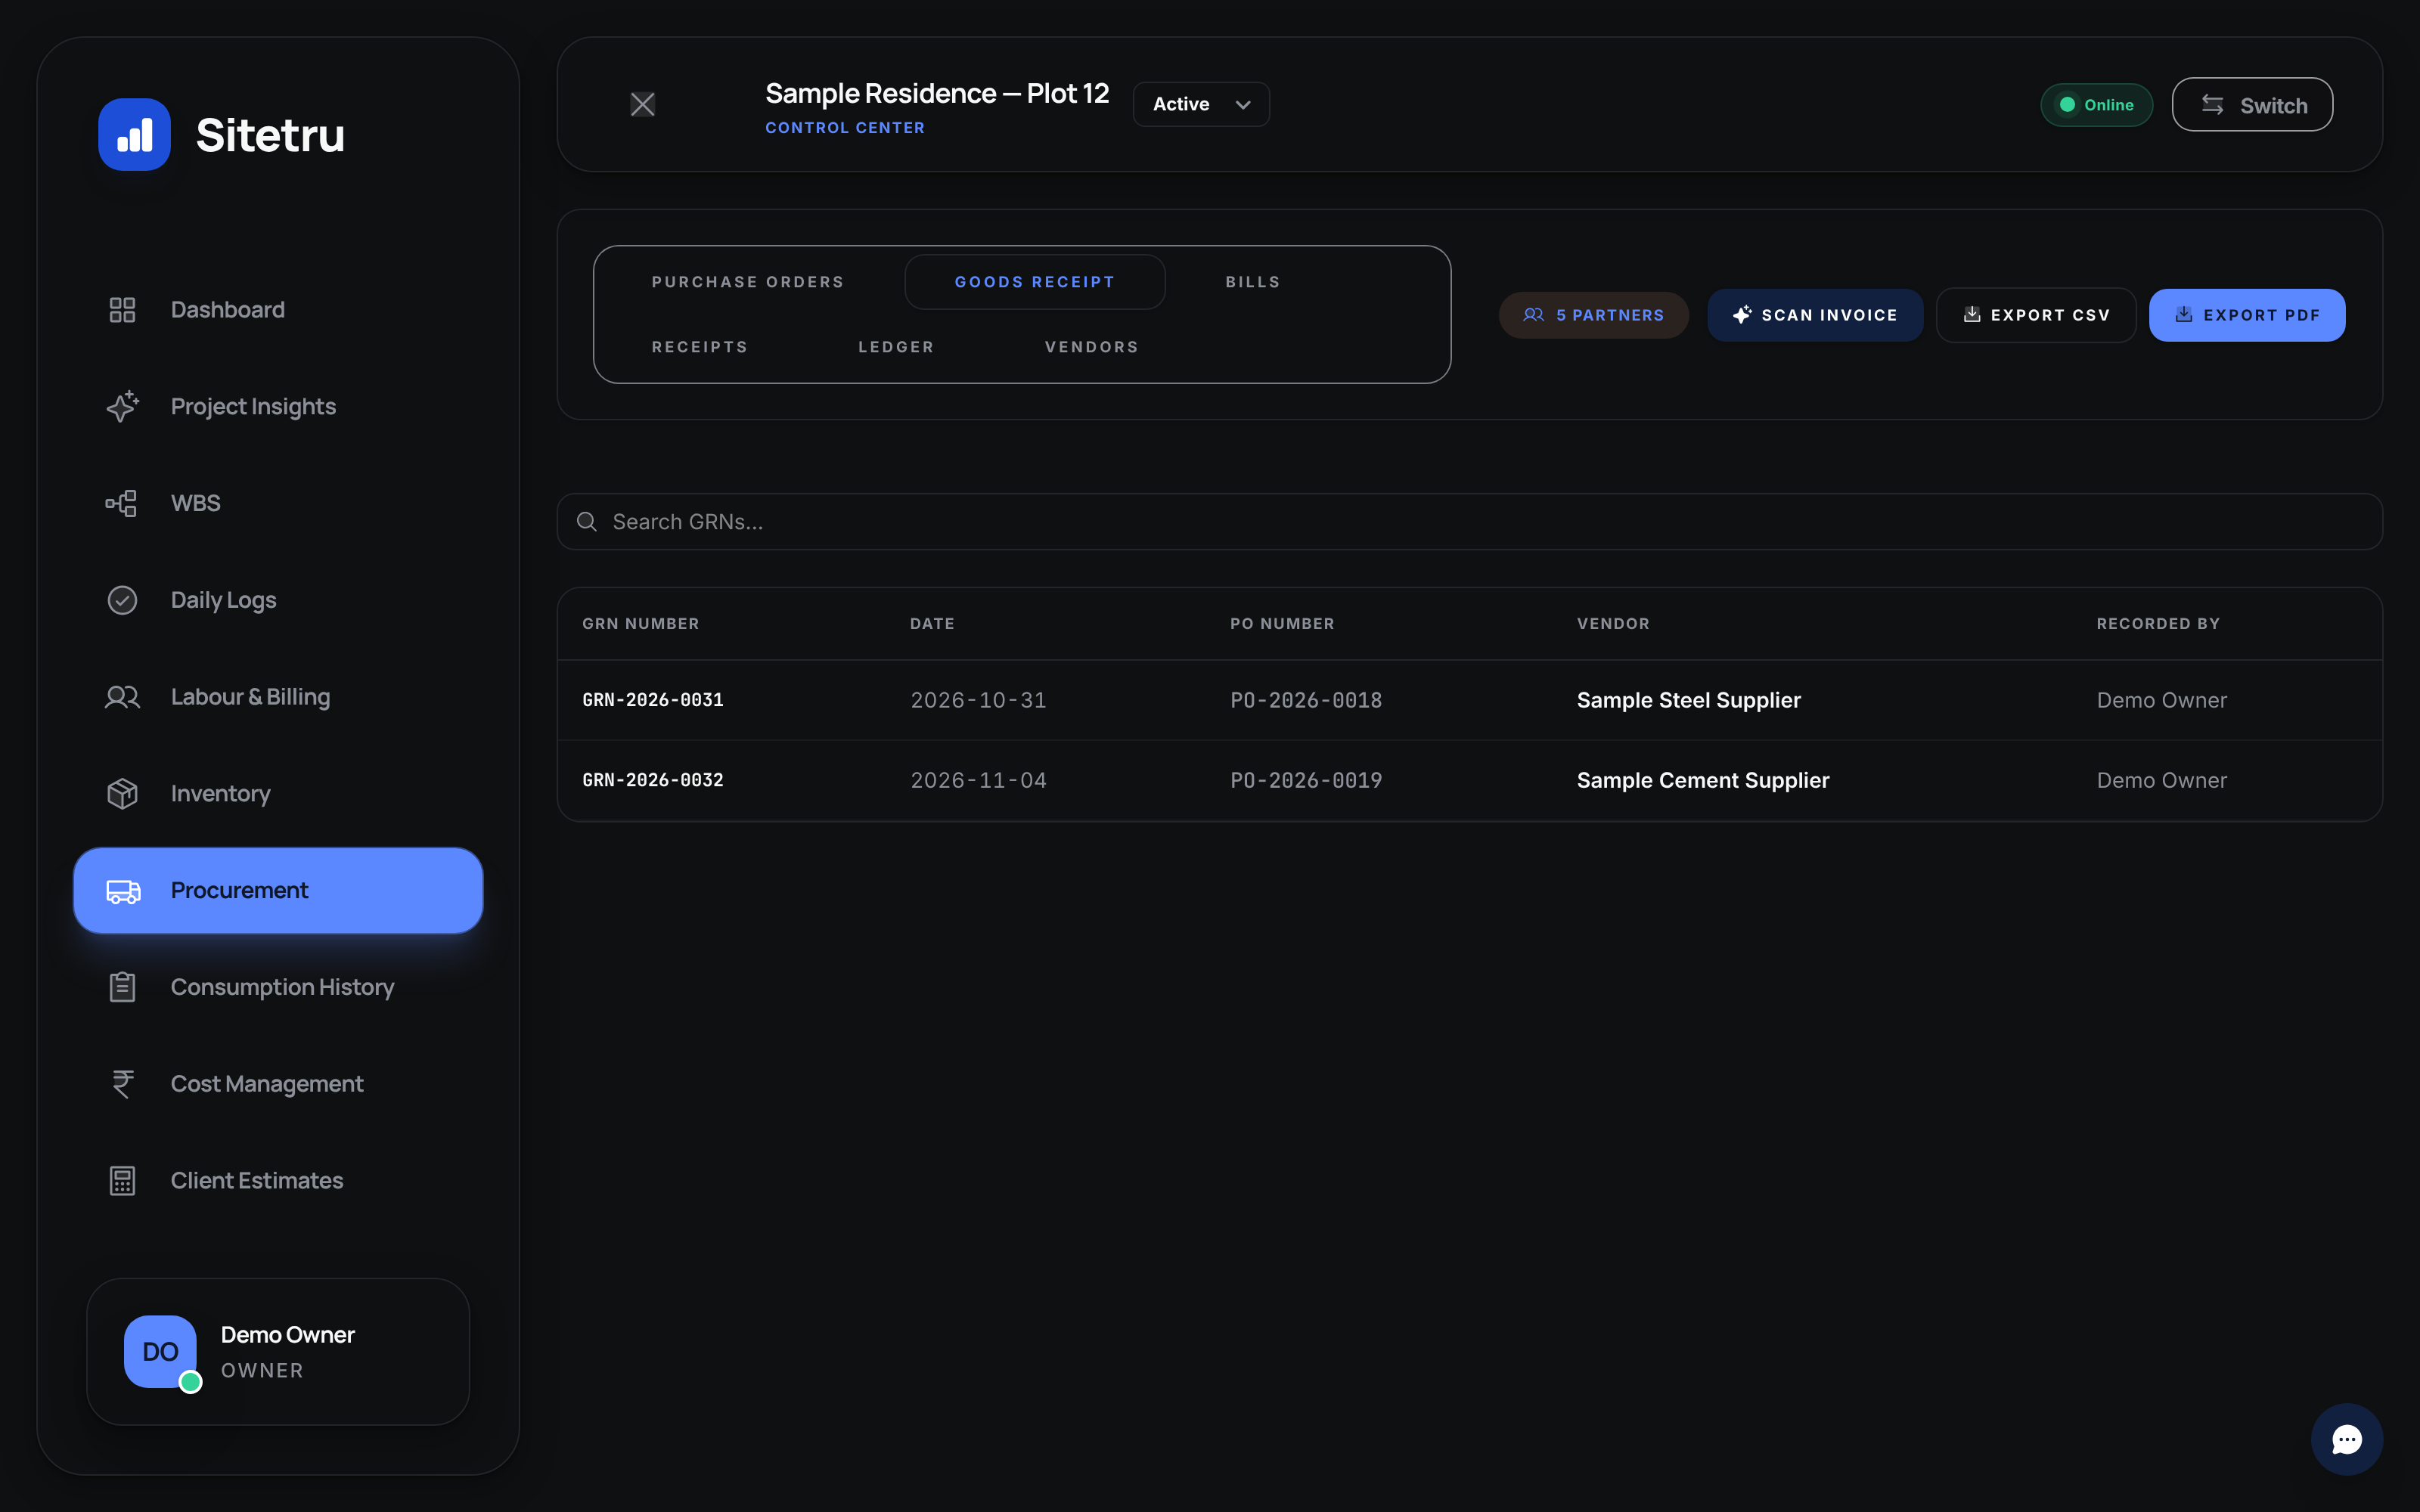 Sitetru
Dashboard
Project Insights
WBS
Daily Logs
Labour & Billing
Inventory
Procurement
Consumption History
Cost Management
Client Estimates
DO
Demo Owner
OWNER
Sample Residence — Plot 12
CONTROL CENTER
Active
Online
Switch
PURCHASE ORDERS GOODS RECEIPT BILLS
RECEIPTS LEDGER VENDORS
5 PARTNERS SCAN INVOICE EXPORT CSV EXPORT PDF
Search GRNs...
GRN NUMBER DATE PO NUMBER VENDOR RECORDED BY
GRN-2026-0031 2026-10-31 PO-2026-0018 Sample Steel Supplier Demo Owner
GRN-2026-0032 2026-11-04 PO-2026-0019 Sample Cement Supplier Demo Owner